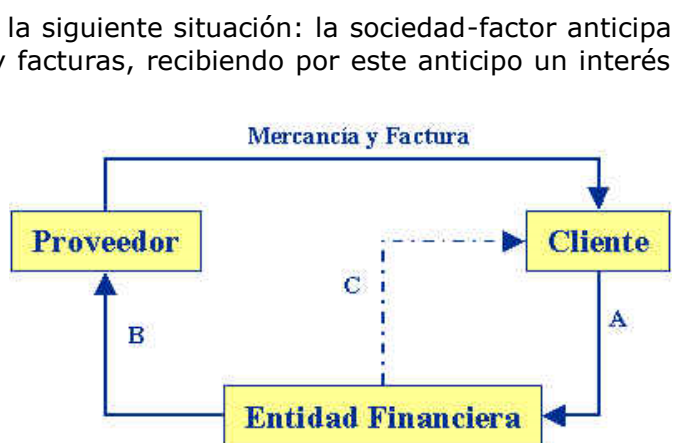 la siguiente situación: la sociedad-factor anticipa
y facturas, recibiendo por este anticipo un interés
Mercancía y Factura
Proveedor
Cliente
C
A
B
Entidad Financiera